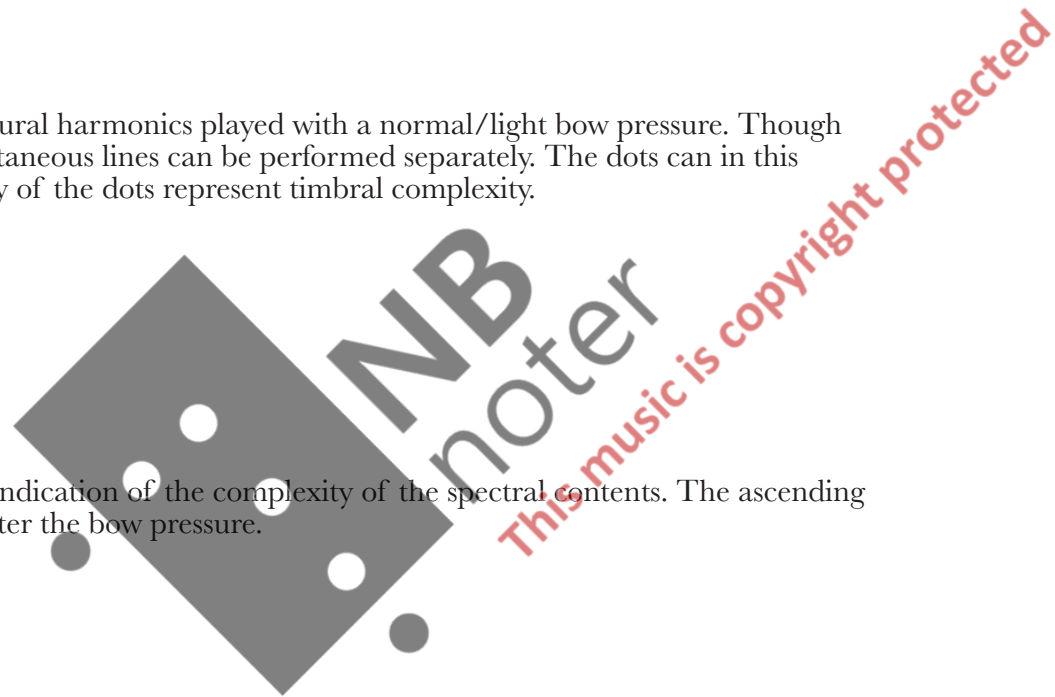 ural harmonics played with a normal/light bow pressure. Though
taneous lines can be performed separately. The dots can in this
y of the dots represent timbral complexity.
NB
noter
This music is copyright protected
ndication of the complexity of the spectral contents. The ascending
ter the bow pressure.